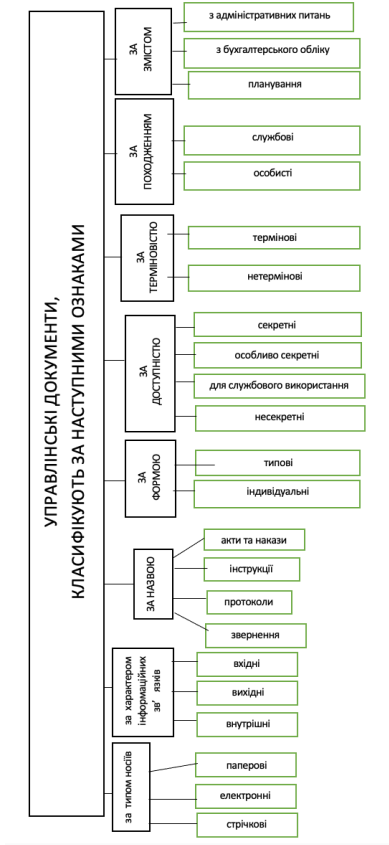 УПРАВЛІНСЬКІ ДОКУМЕНТИ,
КЛАСИФІКУЮТЬ ЗА НАСТУПНИМИ ОЗНАКАМИ
ЗА
ЗМІСТОМ
з адміністративних питань
з бухгалтерського обліку
планування
ЗА
ПОХОДЖЕННЯМ
службові
особисті
ЗА
ТЕРМІНОВІСТЮ
термінові
нетермінові
ЗА
ДОСТУПНІСТЮ
секретні
особливо секретні
для службового використання
несекретні
ЗА
ФОРМОЮ
типові
індивідуальні
ЗА НАЗВОЮ
акти та накази
інструкції
протоколи
звернення
за характером
інформаційних
зв' язків
вхідні
вихідні
внутрішні
за типом носіїв
паперові
електронні
стрічкові